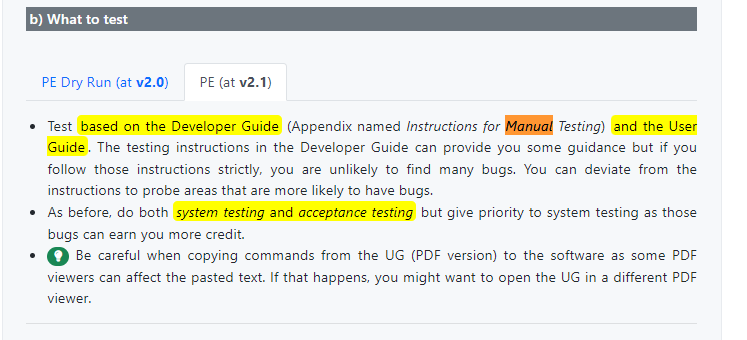 b) What to test
PE Dry Run (at v2.0) PE (at v2.1)
• Test based on the Developer Guide (Appendix named Instructions for Manual Testing) and the User
Guide. The testing instructions in the Developer Guide can provide you some guidance but if you
follow those instructions strictly, you are unlikely to find many bugs. You can deviate from the
instructions to probe areas that are more likely to have bugs.
• As before, do both system testing and acceptance testing but give priority to system testing as those
bugs can earn you more credit.
• Be careful when copying commands from the UG (PDF version) to the software as some PDF
viewers can affect the pasted text. If that happens, you might want to open the UG in a different PDF
viewer.